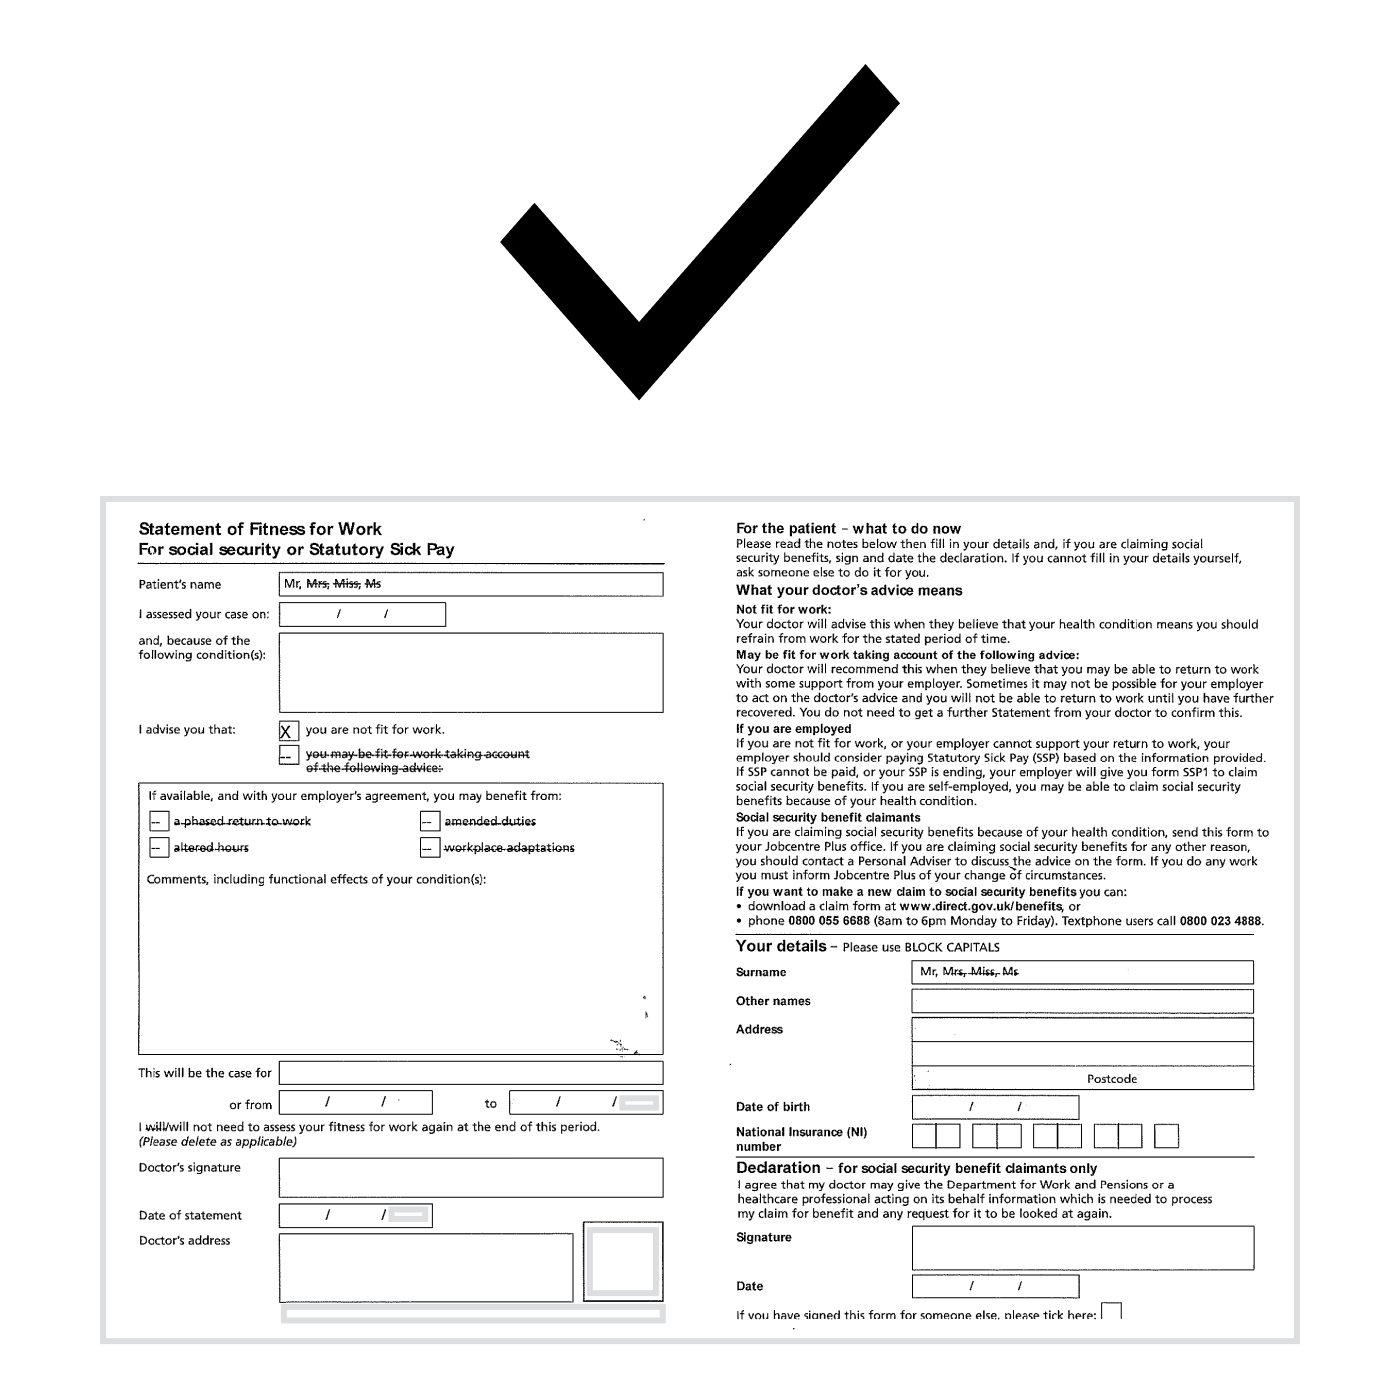 Statement of Fitness for Work
For social security or Statutory Sick Pay
Patient's name
Mr, Mrs, Miss, Ms
I assessed your case on: / /
and, because of the
following condition(s):
I advise you that:
X you are not fit for work.
-- you may be fit for work taking account
of the following advice:
If available, and with your employer's agreement, you may benefit from:
-- a phased return to work -- amended duties
-- altered hours -- workplace adaptations
Comments, including functional effects of your condition(s):
This will be the case for
or from / / to / /
I will/will not need to assess your fitness for work again at the end of this period.
(Please delete as applicable)
Doctor's signature
Date of statement / /
Doctor's address
For the patient – what to do now
Please read the notes below then fill in your details and, if you are claiming social
security benefits, sign and date the declaration. If you cannot fill in your details yourself,
ask someone else to do it for you.
What your doctor's advice means
Not fit for work:
Your doctor will advise this when they believe that your health condition means you should
refrain from work for the stated period of time.
May be fit for work taking account of the following advice:
Your doctor will recommend this when they believe that you may be able to return to work
with some support from your employer. Sometimes it may not be possible for your employer
to act on the doctor's advice and you will not be able to return to work until you have further
recovered. You do not need to get a further Statement from your doctor to confirm this.
If you are employed
If you are not fit for work, or your employer cannot support your return to work, your
employer should consider paying Statutory Sick Pay (SSP) based on the information provided.
If SSP cannot be paid, or your SSP is ending, your employer will give you form SSP1 to claim
social security benefits. If you are self-employed, you may be able to claim social security
benefits because of your health condition.
Social security benefit claimants
If you are claiming social security benefits because of your health condition, send this form to
your Jobcentre Plus office. If you are claiming social security benefits for any other reason,
you should contact a Personal Adviser to discuss the advice on the form. If you do any work
you must inform Jobcentre Plus of your change of circumstances.
If you want to make a new claim to social security benefits you can:
• download a claim form at www.direct.gov.uk/benefits, or
• phone 0800 055 6688 (8am to 6pm Monday to Friday). Textphone users call 0800 023 4888.
Your details – Please use BLOCK CAPITALS
Surname
Mr, Mrs, Miss, Ms
Other names
Address
Postcode
Date of birth / /
National Insurance (NI)
number
Declaration – for social security benefit claimants only
I agree that my doctor may give the Department for Work and Pensions or a
healthcare professional acting on its behalf information which is needed to process
my claim for benefit and any request for it to be looked at again.
Signature
Date / /
If you have signed this form for someone else, please tick here: